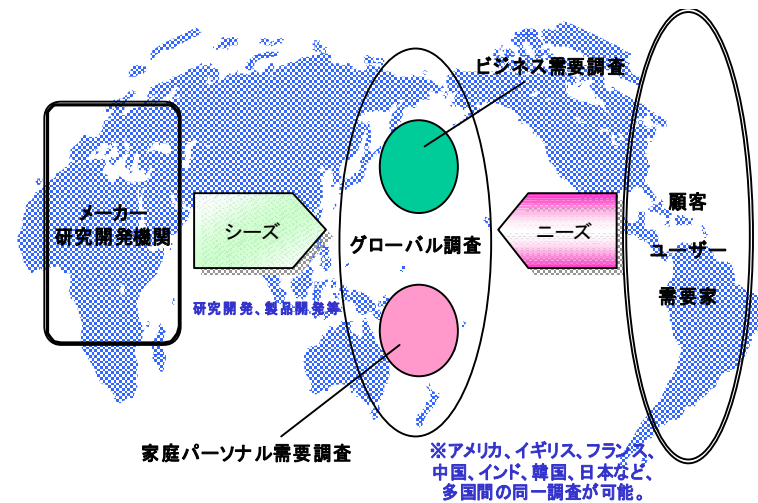 ビジネス需要調査
メーカー
研究開発機関
シーズ
研究開発、製品開発等
グローバル調査
ニーズ
顧客
ユーザー
需要家
家庭パーソナル需要調査
※アメリカ、イギリス、フランス、
中国、インド、韓国、日本など、
多国間の同一調査が可能。